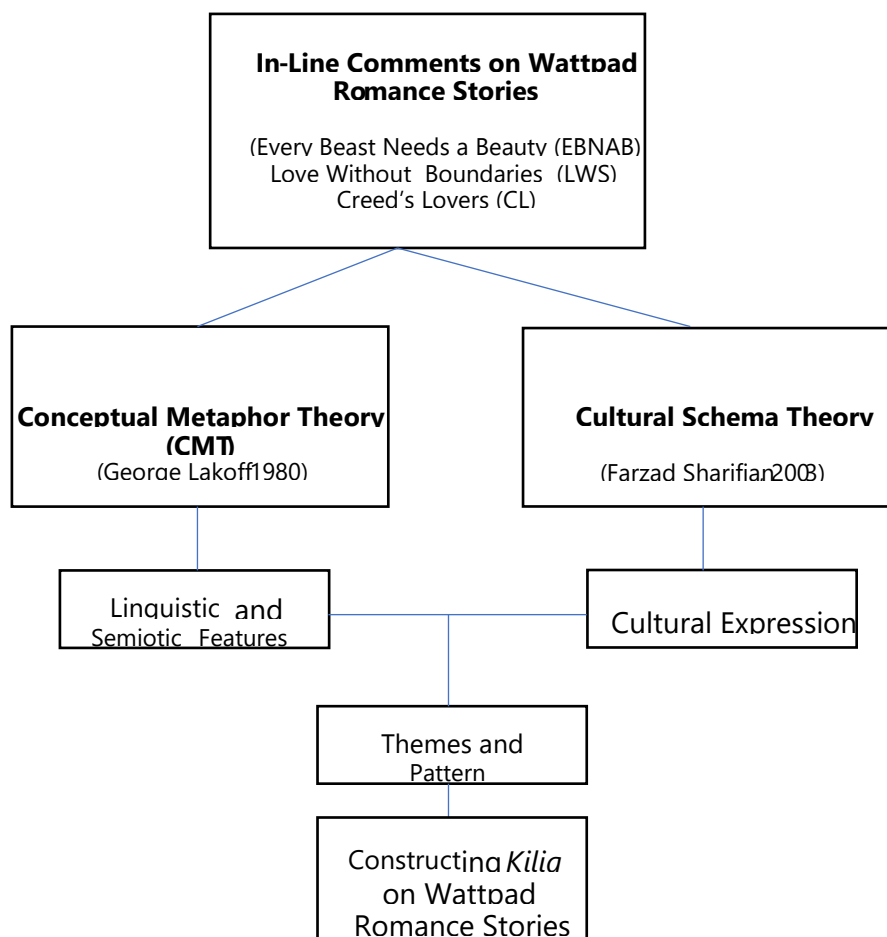 In-Line Comments on Wattpad
Romance Stories
(Every Beast Needs a Beauty (EBNAB)
Love Without Boundaries (LWS)
Creed's Lovers (CL)
Conceptual Metaphor Theory
(CMT)
(George Lakoff1980)
Cultural Schema Theory
(Farzad Sharifian.2003)
Linguistic and
Semiotic Features
Cultural Expression
Themes and
Pattern
Constructing Kilig
on Wattpad
Romance Stories